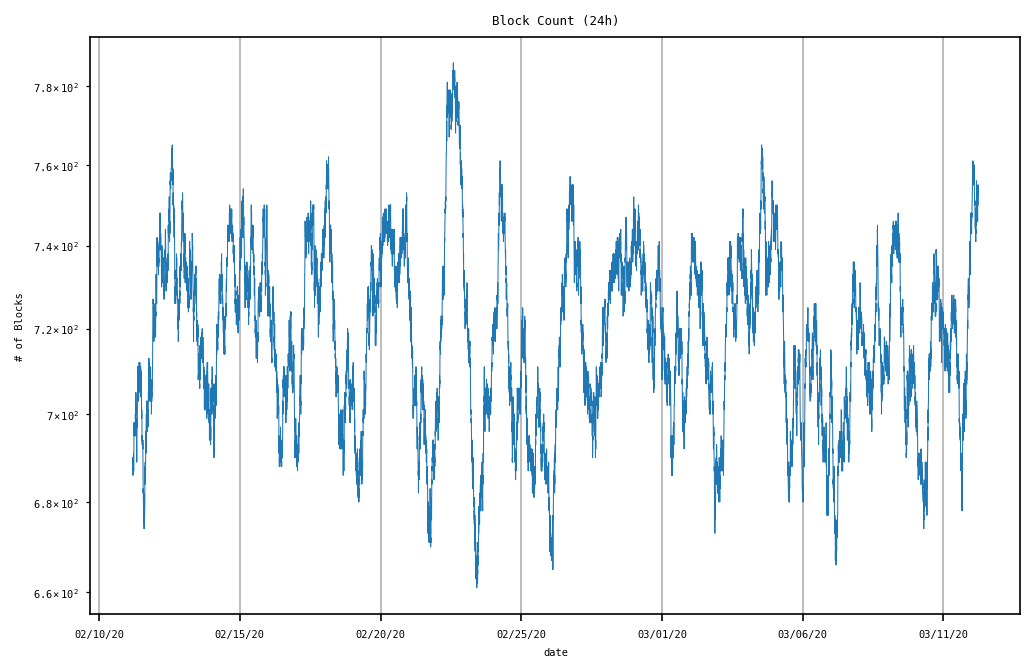 Block Count (24h)
7.8×10²
7.6×10²
7.4×10²
7.2×10²
7×10²
6.8×10²
6.6×10²
# of Blocks
02/10/20 02/15/20 02/20/20 02/25/20 03/01/20 03/06/20 03/11/20
date